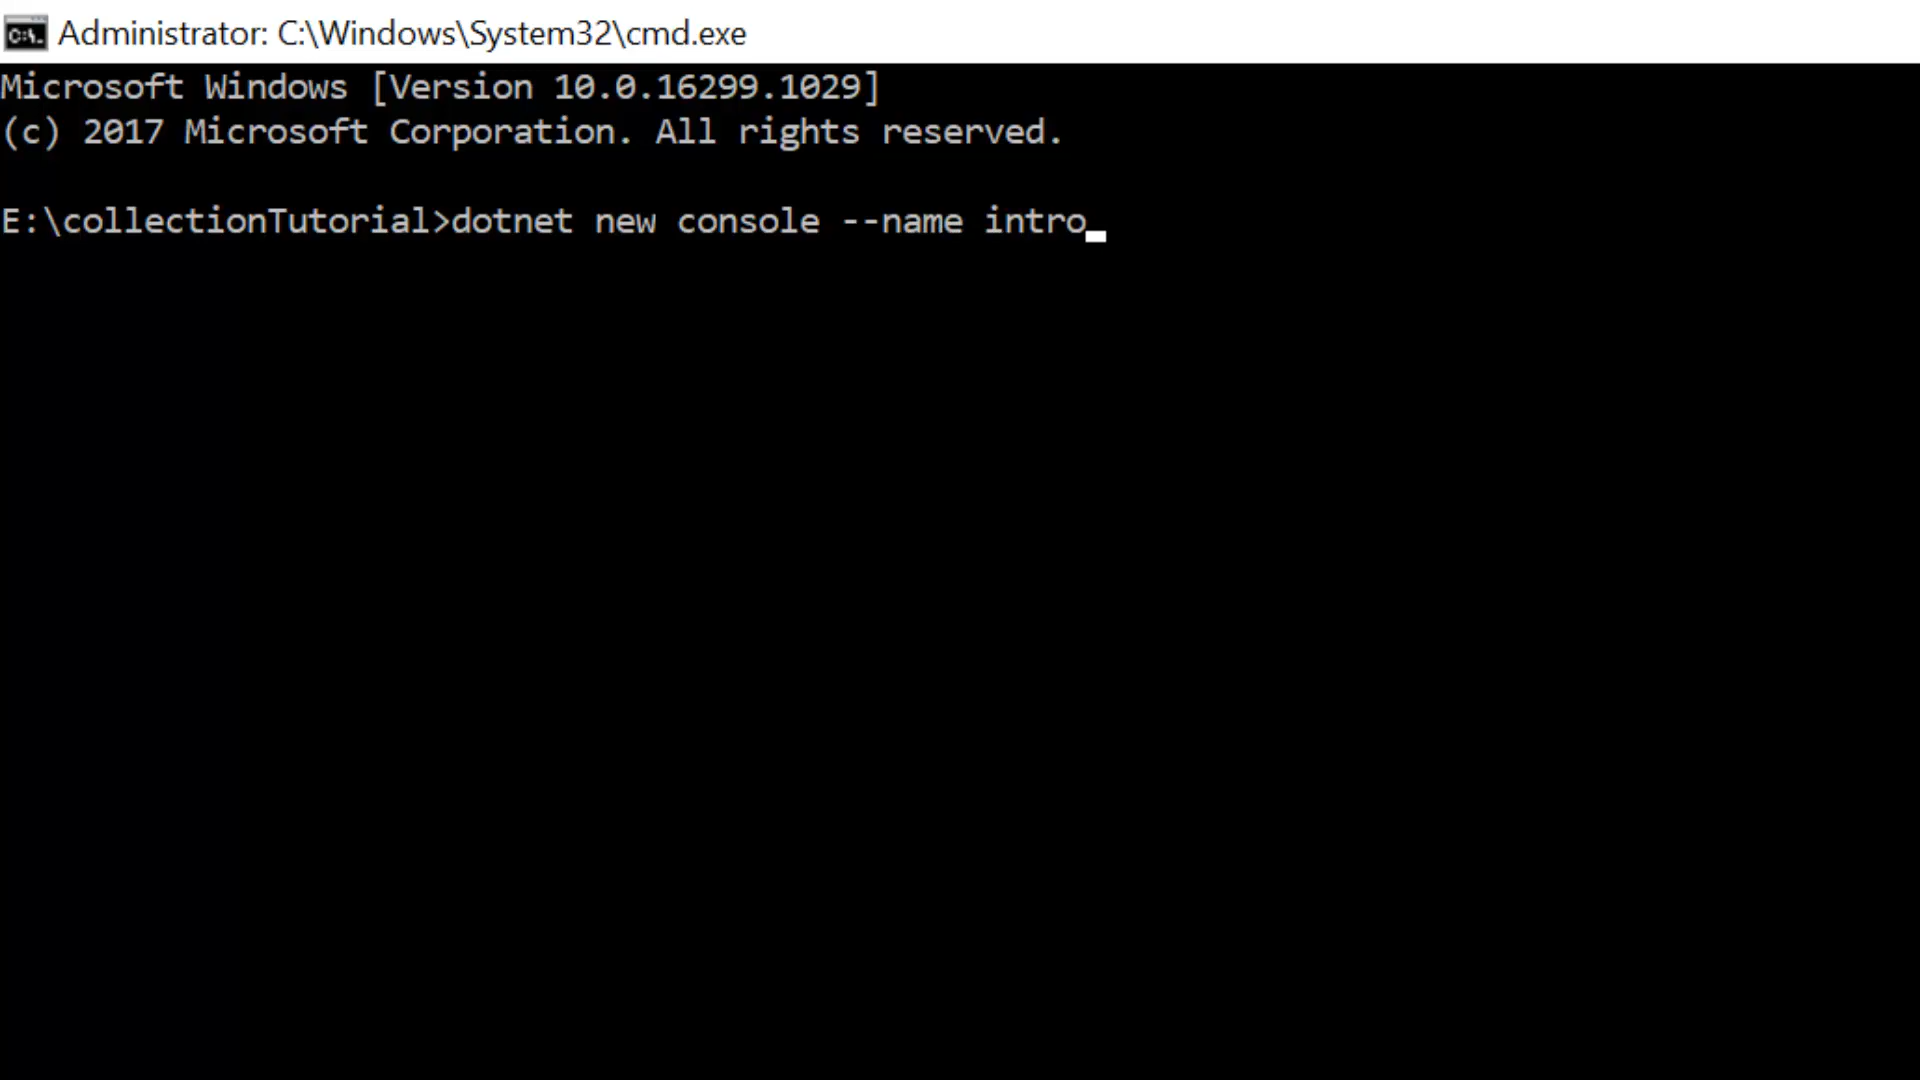 C:\.
Administrator: C:\Windows\System32\cmd.exe
Microsoft Windows [Version 10.0.16299.1029]
(c) 2017 Microsoft Corporation. All rights reserved.
E:\collectionTutorial>dotnet new console --name intro